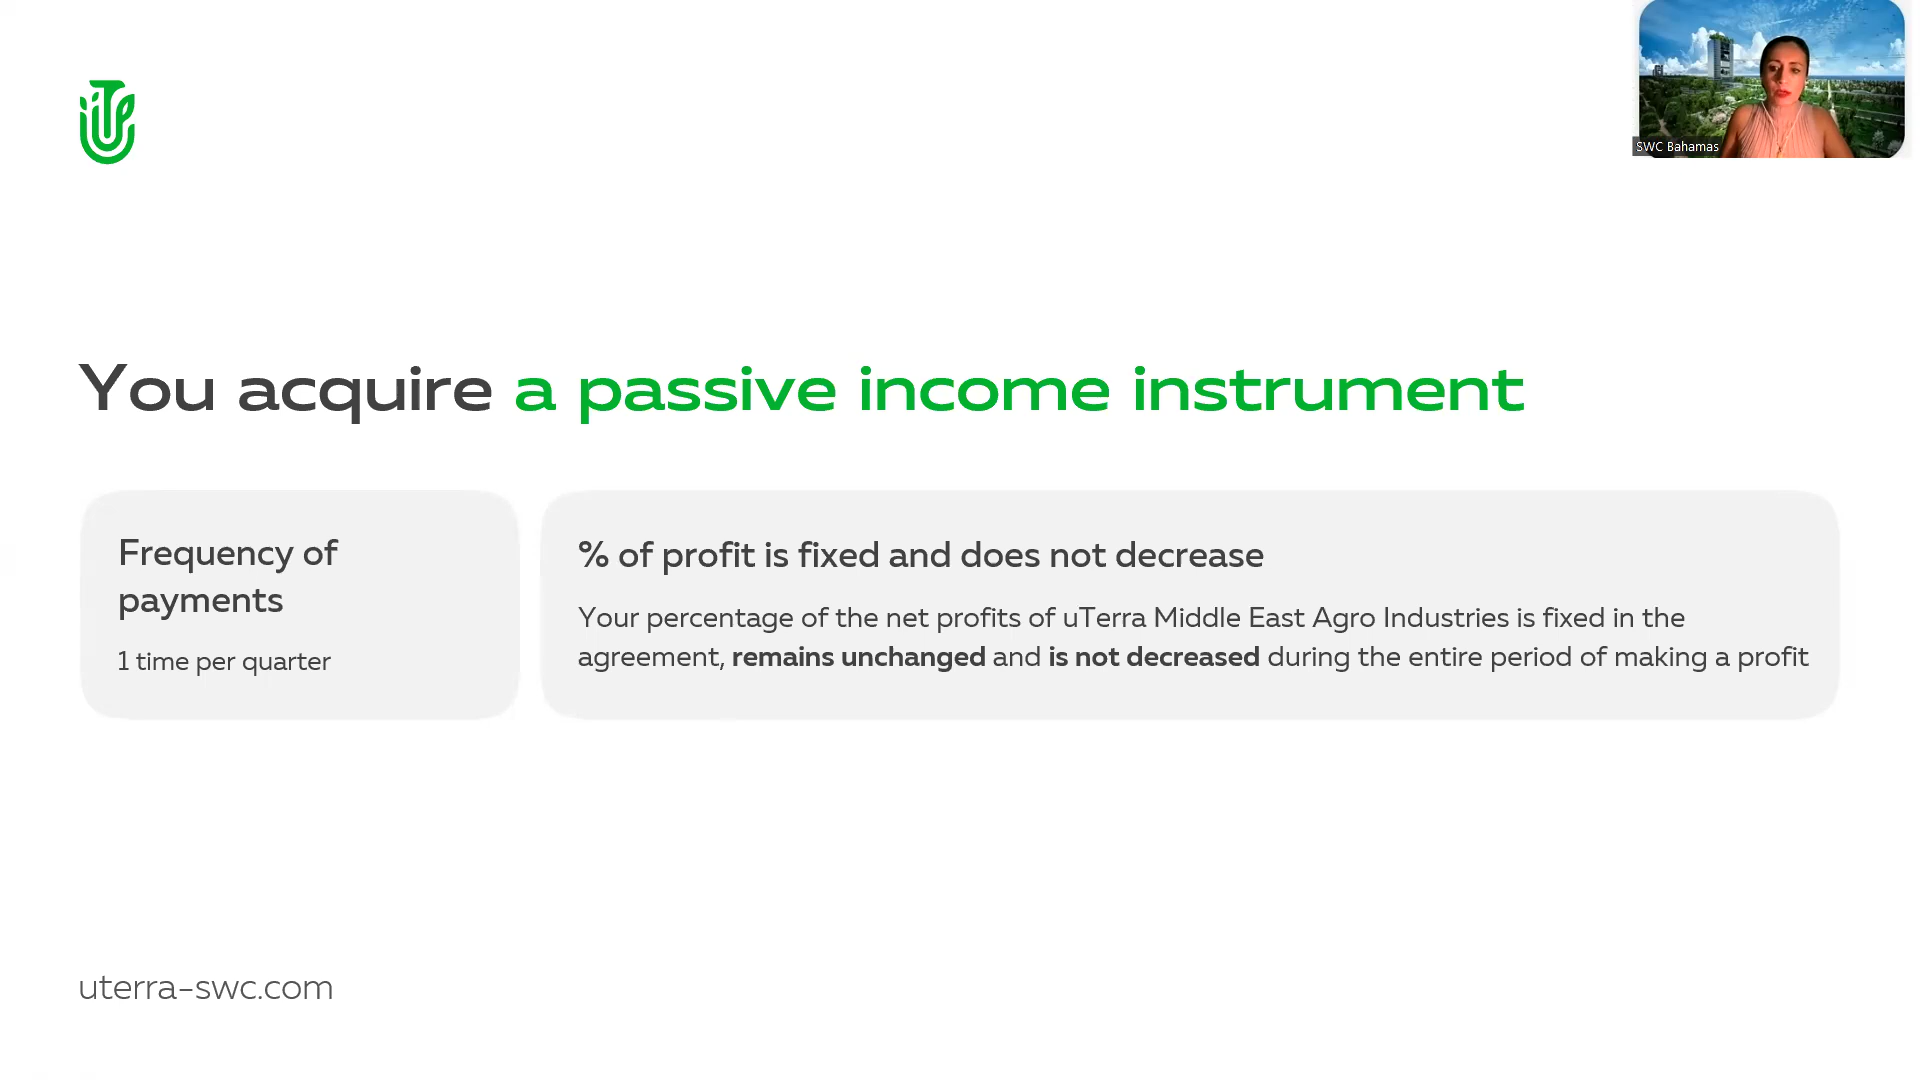 SWC Bahamas
You acquire a passive income instrument
Frequency of
payments
1 time per quarter
% of profit is fixed and does not decrease
Your percentage of the net profits of uTerra Middle East Agro Industries is fixed in the
agreement, remains unchanged and is not decreased during the entire period of making a profit
uterra-swc.com